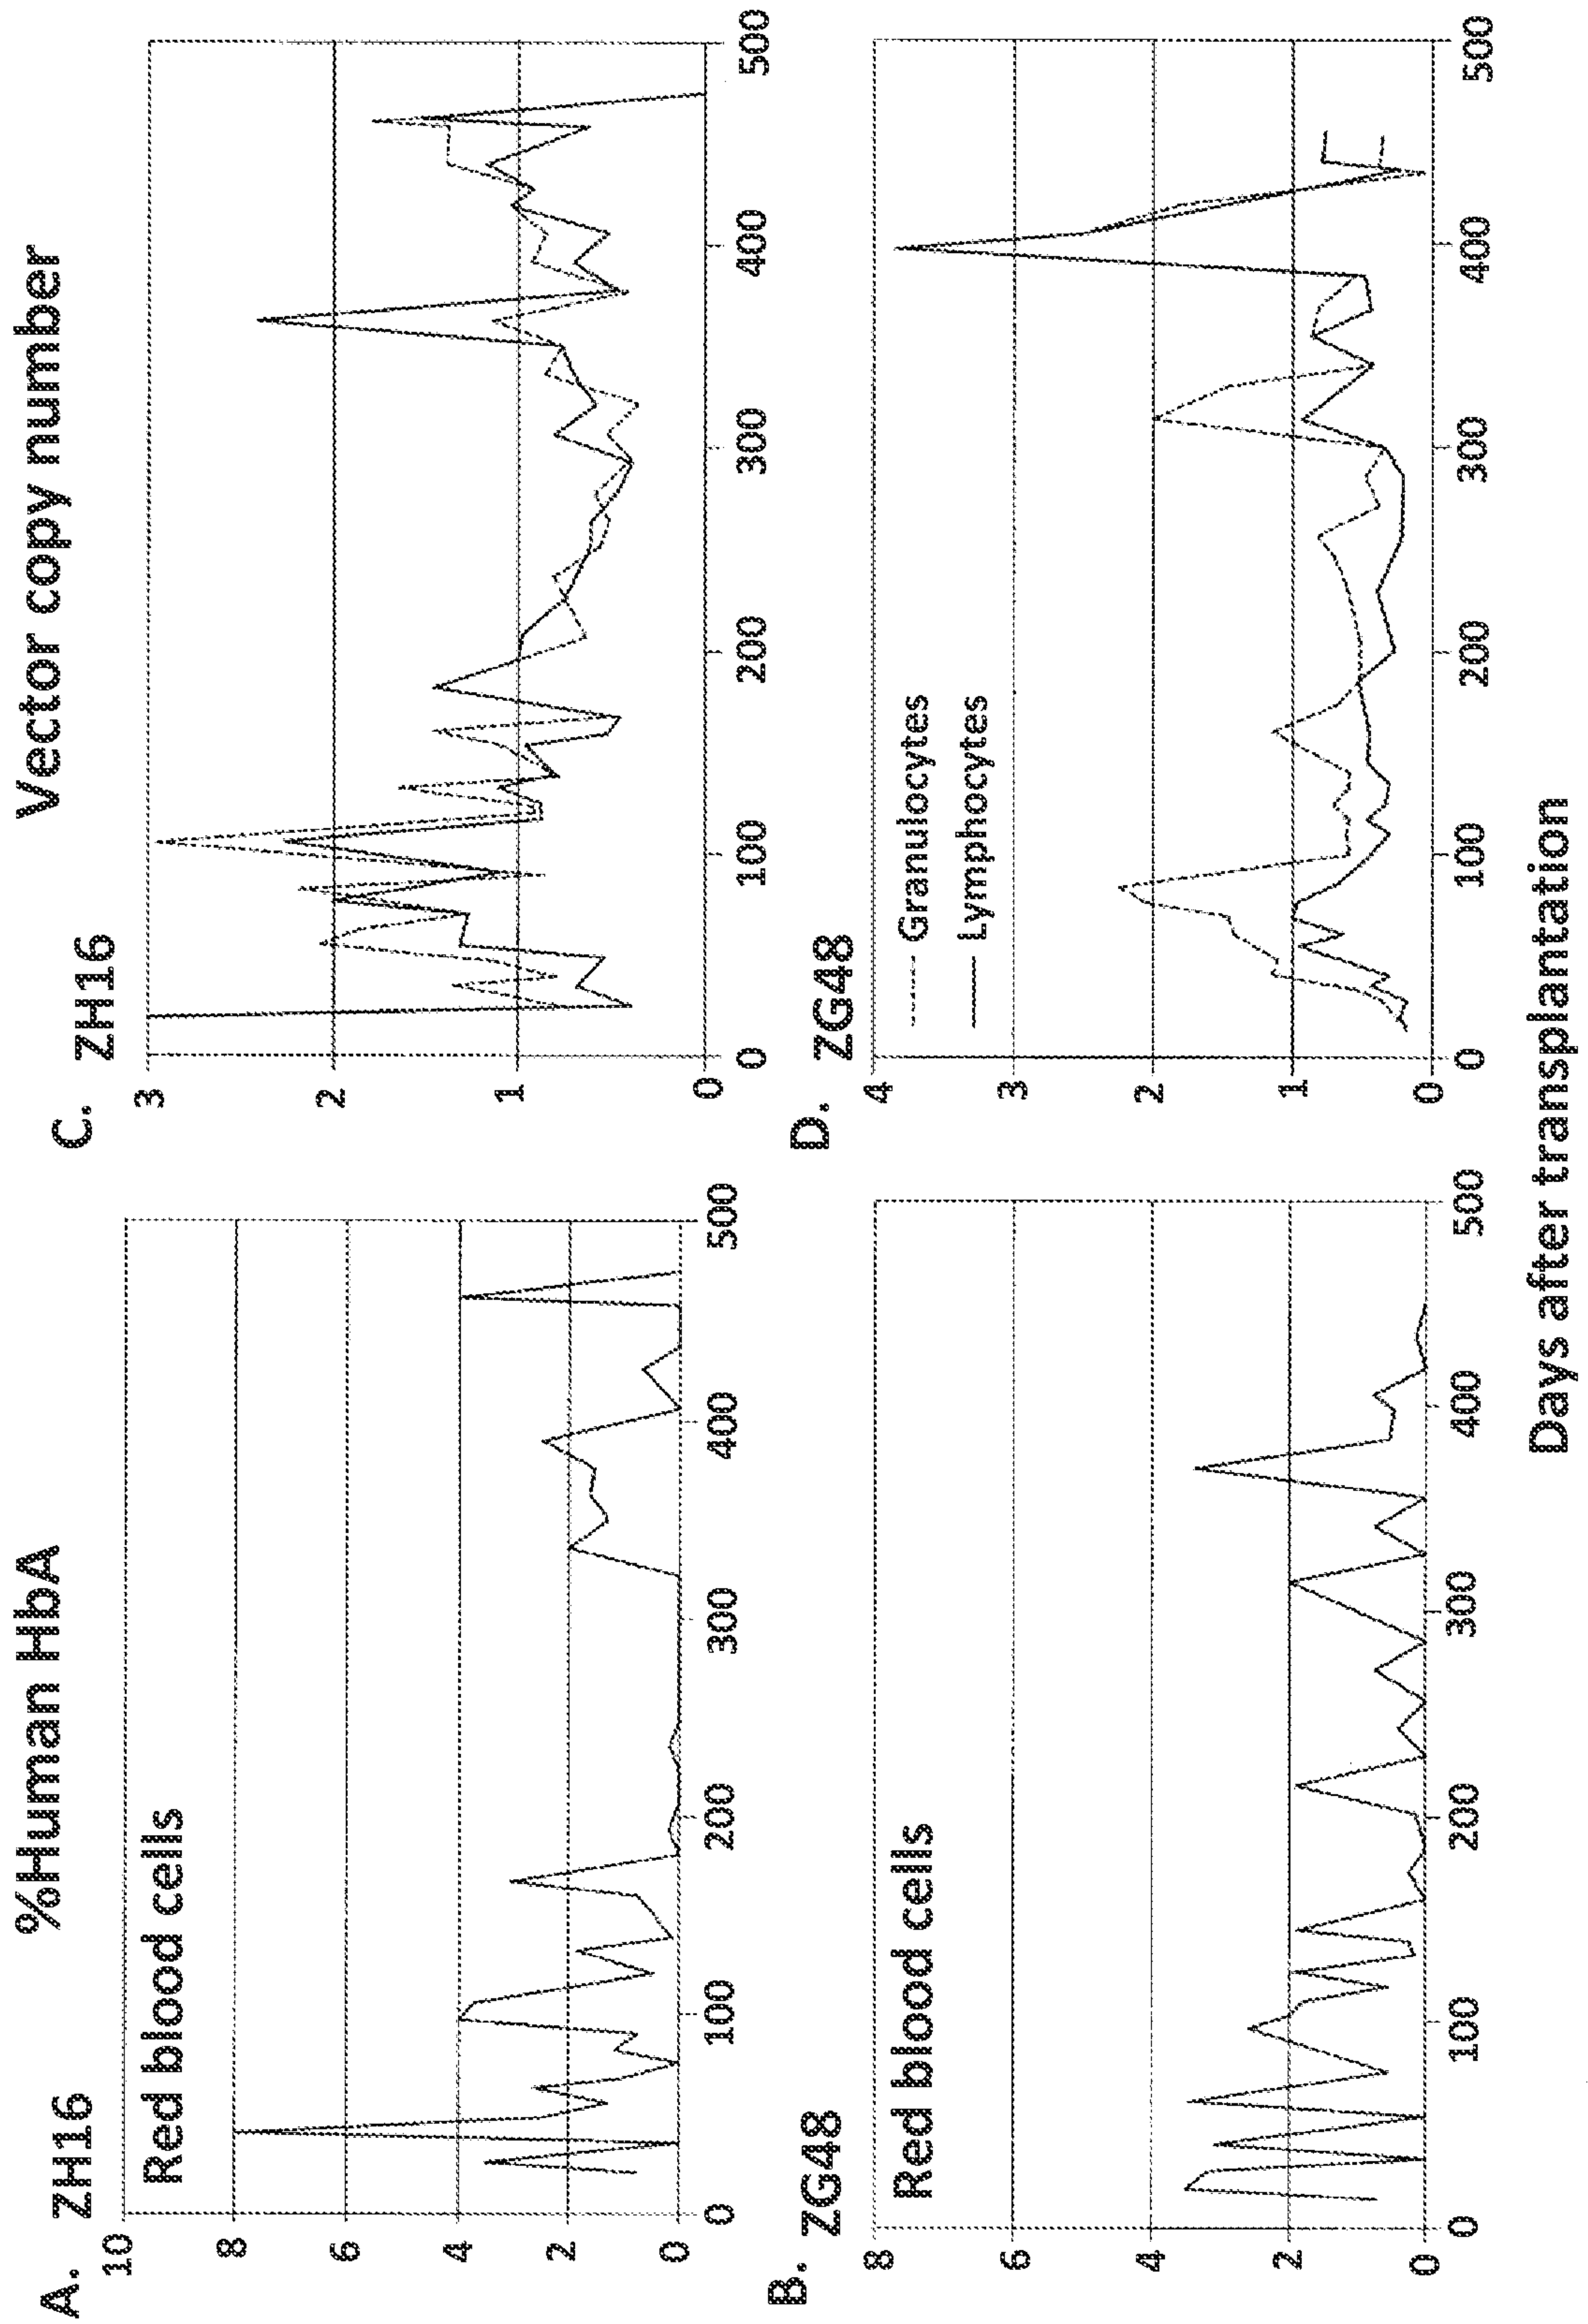 %Human HbA
A. ZH16
Red blood cells
10
8
6
4
2
0
0 100 200 300 400 500
B. ZG48
Red blood cells
8
6
4
2
0
0 100 200 300 400 500
Vector copy number
C. ZH16
3
2
1
0
0 100 200 300 400 500
D. ZG48
Granulocytes
Lymphocytes
4
3
2
1
0
0 100 200 300 400 500
Days after transplantation